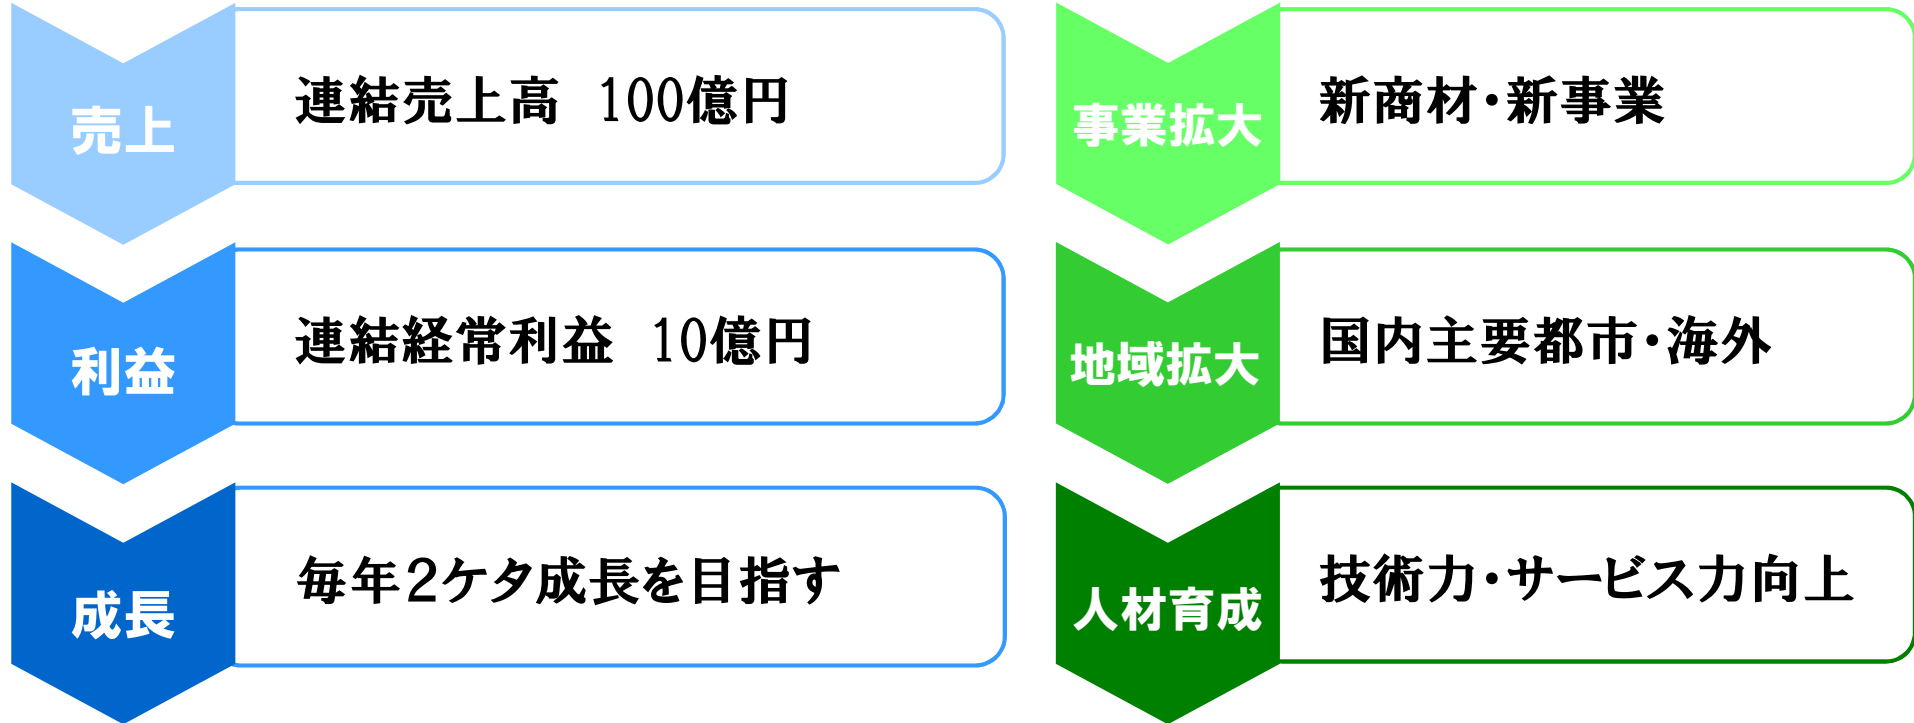 売上
連結売上高　100億円
利益
連結経常利益　10億円
成長
毎年２ケタ成長を目指す
事業拡大
新商材・新事業
地域拡大
国内主要都市・海外
人材育成
技術力・サービス力向上